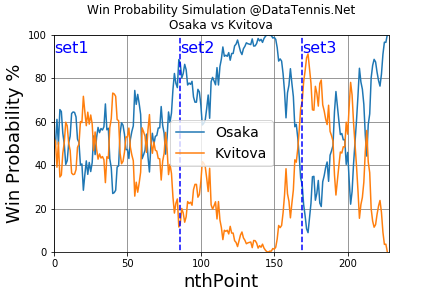 Win Probability Simulation @DataTennis.Net
Osaka vs Kvitova
100
80
60
40
20
0
Win Probability %
set1
set2
set3
Osaka
Kvitova
0
50
100
150
200
nthPoint